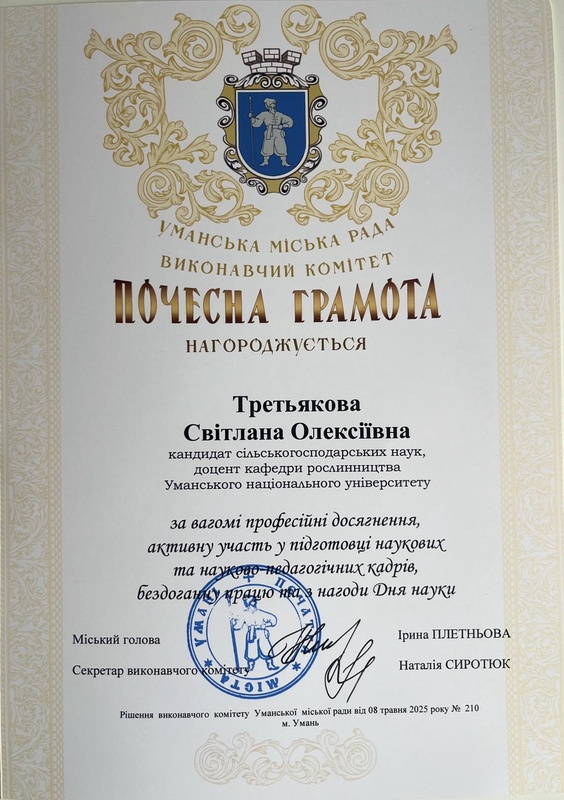 УМАНСЬКА МІСЬКА РАДА
ВИКОНАВЧИЙ КОМІТЕТ
ПОЧЕСНА ГРАМОТА
НАГОРОДЖУЄТЬСЯ
Третьякова
Світлана Олексіївна
кандидат сільськогосподарських наук,
доцент кафедри рослинництва
Уманського національного університету
за вагомі професійні досягнення,
активну участь у підготовці наукових
та науково-педагогічних кадрів,
бездоганну працю та з нагоди Дня науки
ПЕЧАТКА МІСТА УМАНІ
Міський голова Ірина ПЛЕТНЬОВА
Секретар виконавчого комітету Наталія СИРОТЮК
Рішення виконавчого комітету Уманської міської ради від 08 травня 2025 року № 210
м. Умань